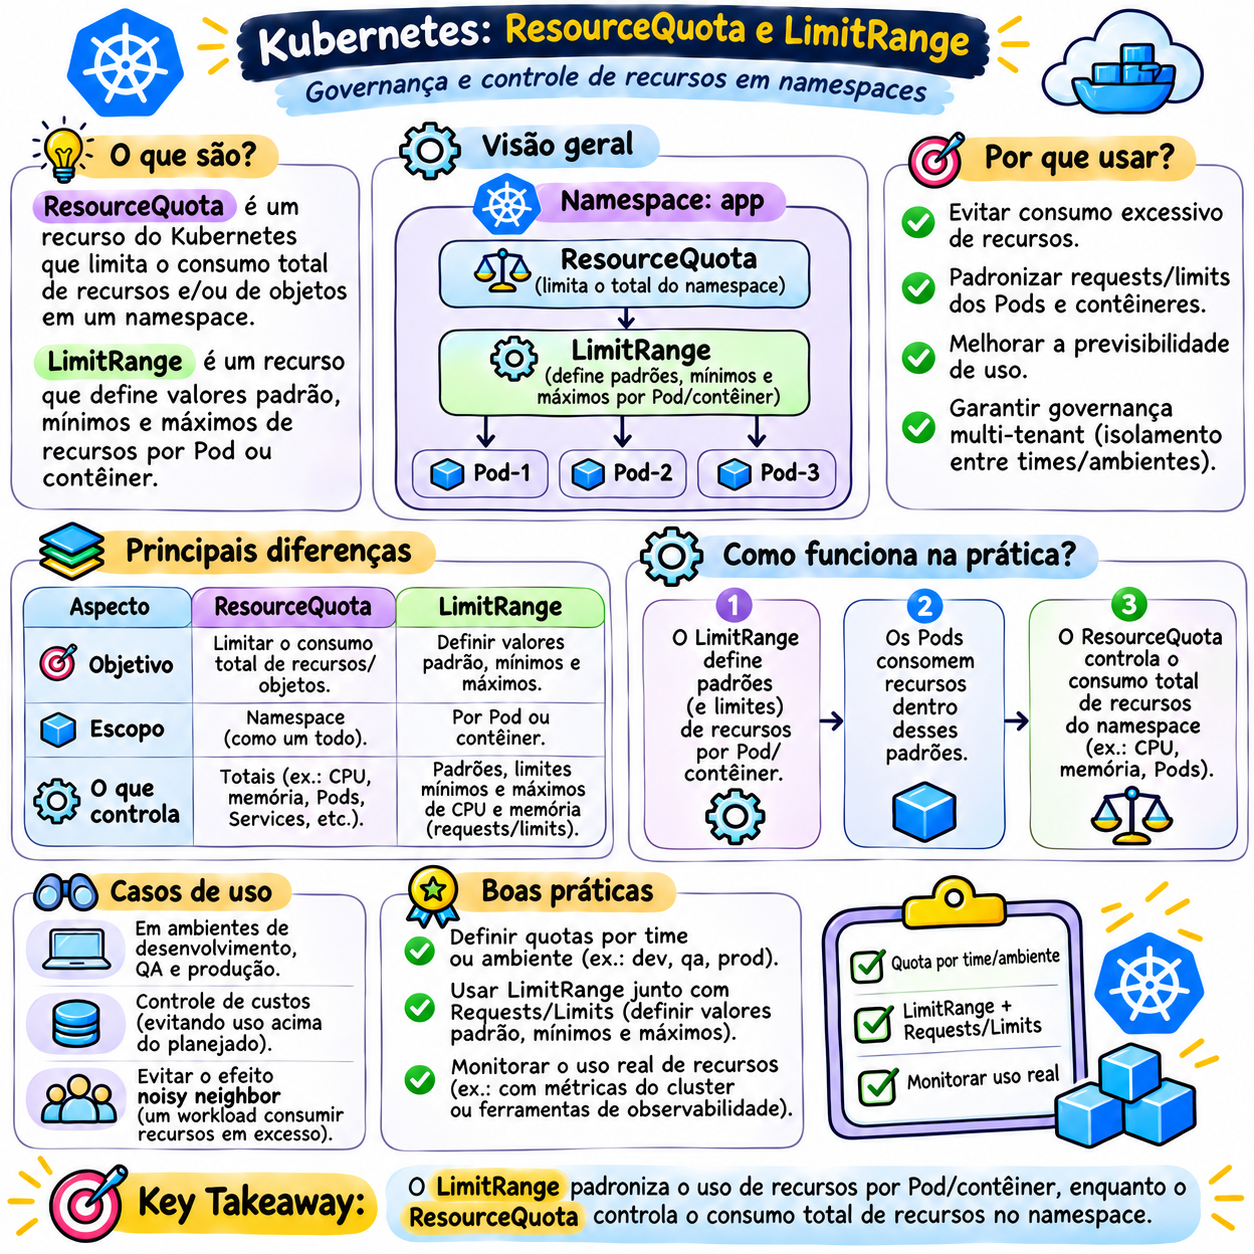 Kubernetes: ResourceQuota e LimitRange
Governança e controle de recursos em namespaces
O que são?
ResourceQuota é um
recurso do Kubernetes
que limita o consumo total
de recursos e/ou de objetos
em um namespace.
LimitRange é um recurso
que define valores padrão,
mínimos e máximos de
recursos por Pod ou
contêiner.
Visão geral
Namespace: app
ResourceQuota
(limita o total do namespace)
LimitRange
(define padrões, mínimos e
máximos por Pod/contêiner)
Pod-1
Pod-2
Pod-3
Por que usar?
Evitar consumo excessivo
de recursos.
Padronizar requests/limits
dos Pods e contêineres.
Melhorar a previsibilidade
de uso.
Garantir governança
multi-tenant (isolamento
entre times/ambientes).
Principais diferenças
Aspecto
ResourceQuota
LimitRange
Objetivo
Limitar o consumo
total de recursos/
objetos.
Definir valores
padrão, mínimos e
máximos.
Escopo
Namespace
(como um todo).
Por Pod ou
contêiner.
O que
controla
Totais (ex.: CPU,
memória, Pods,
Services, etc.).
Padrões, limites
mínimos e máximos
de CPU e memória
(requests/limits).
Como funciona na prática?
1
O LimitRange
define
padrões
(e limites)
de recursos
por Pod/
contêiner.
2
Os Pods
consomem
recursos
dentro
desses
padrões.
3
O ResourceQuota
controla o
consumo total
de recursos
do namespace
(ex.: CPU,
memória, Pods).
Casos de uso
Em ambientes de
desenvolvimento,
QA e produção.
Controle de custos
(evitando uso acima
do planejado).
Evitar o efeito
noisy neighbor
(um workload consumir
recursos em excesso).
Boas práticas
Definir quotas por time
ou ambiente (ex.: dev, qa, prod).
Usar LimitRange junto com
Requests/Limits (definir valores
padrão, mínimos e máximos).
Monitorar o uso real de recursos
(ex.: com métricas do cluster
ou ferramentas de observabilidade).
Quota por time/ambiente
LimitRange +
Requests/Limits
Monitorar uso real
Key Takeaway:
O LimitRange padroniza o uso de recursos por Pod/contêiner, enquanto o
ResourceQuota controla o consumo total de recursos no namespace.